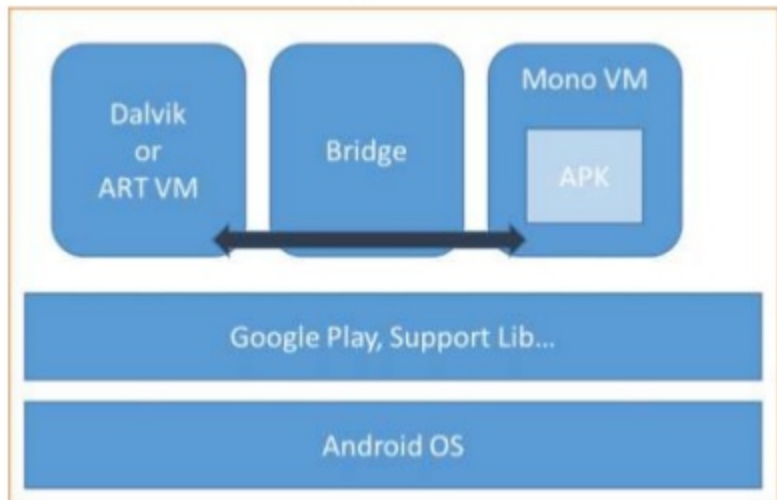 Dalvik
or
ART VM
Bridge
Mono VM
APK
Google Play, Support Lib...
Android OS